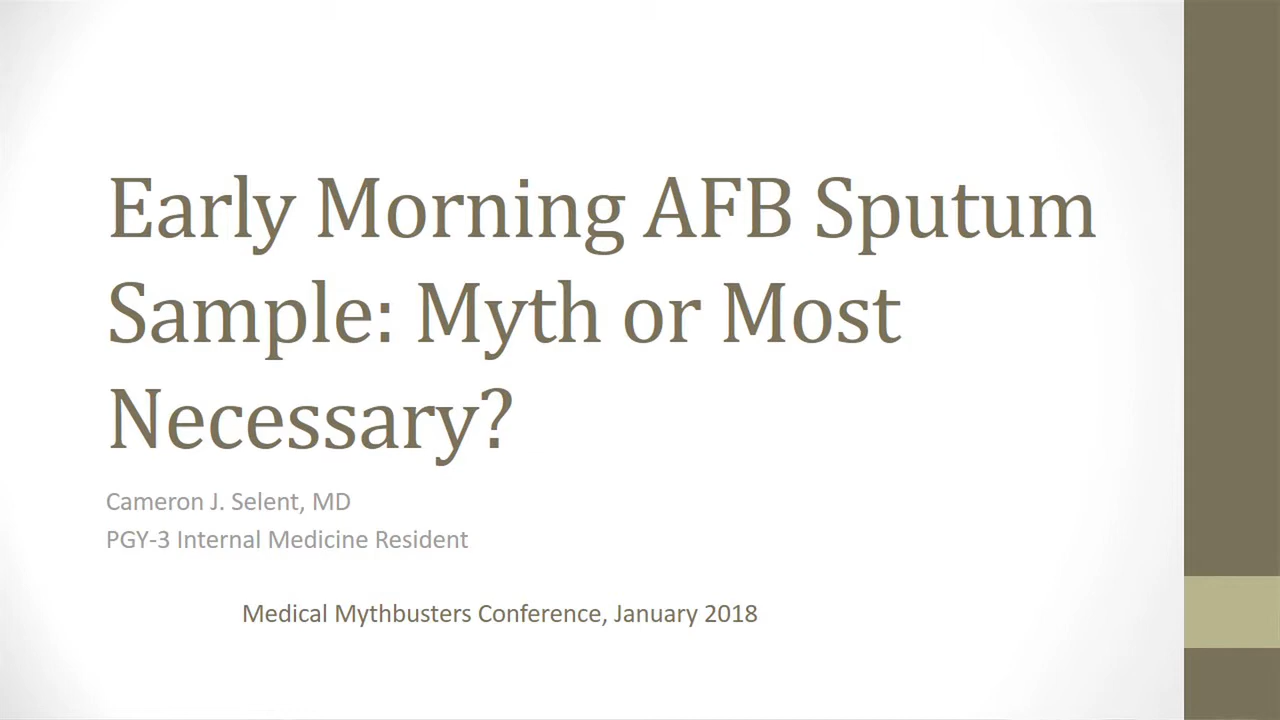 Early Morning AFB Sputum
Sample: Myth or Most
Necessary?
Cameron J. Selent, MD
PGY-3 Internal Medicine Resident
Medical Mythbusters Conference, January 2018